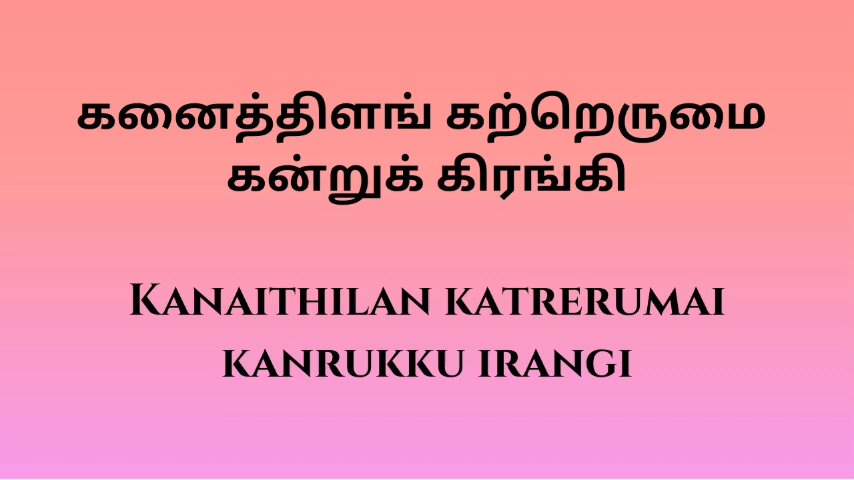 கனைத்திளங் கற்றெருமை
கன்றுக் கிரங்கி
Kanaithilan katrerumai
kanrukku irangi